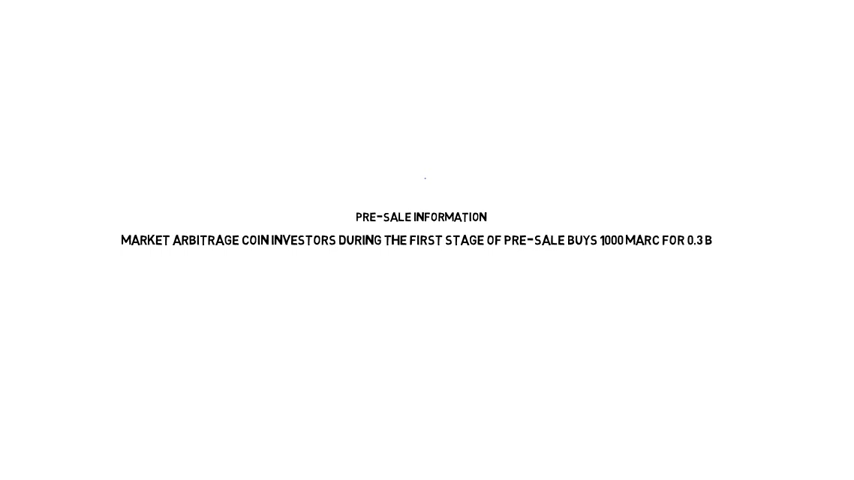 PRE-SALE INFORMATION
MARKET ARBITRAGE COIN INVESTORS DURING THE FIRST STAGE OF PRE-SALE BUYS 1000 MARC FOR 0.3 B